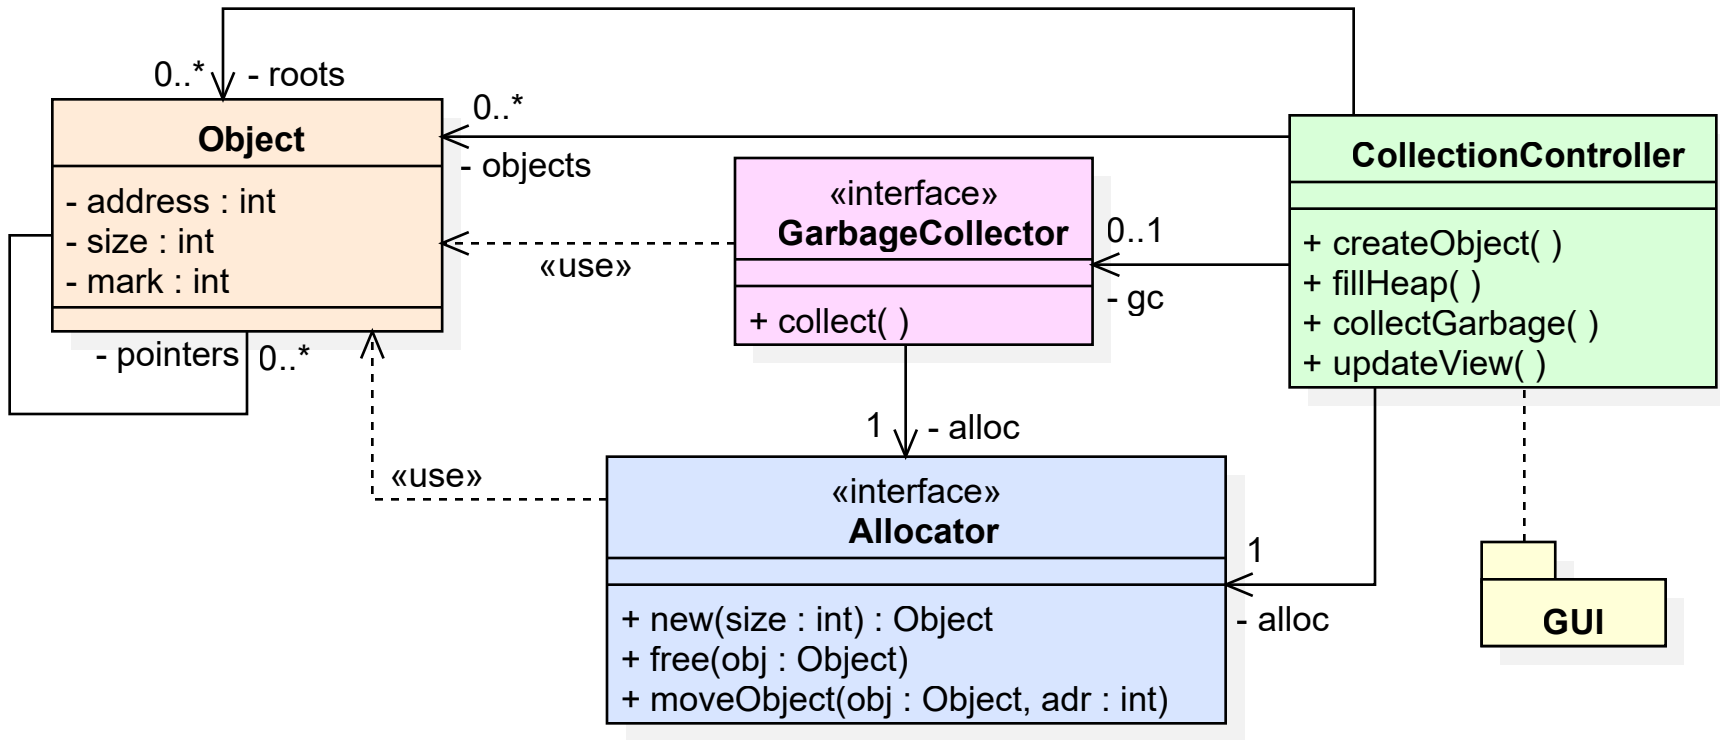 0..*
- roots
Object
- address : int
- size : int
- mark : int
- pointers
0..*
0..*
- objects
«use»
«interface»
GarbageCollector
+ collect( )
0..1
- gc
CollectionController
+ createObject( )
+ fillHeap( )
+ collectGarbage( )
+ updateView( )
«use»
1
- alloc
«interface»
Allocator
+ new(size : int) : Object
+ free(obj : Object)
+ moveObject(obj : Object, adr : int)
1
- alloc
GUI